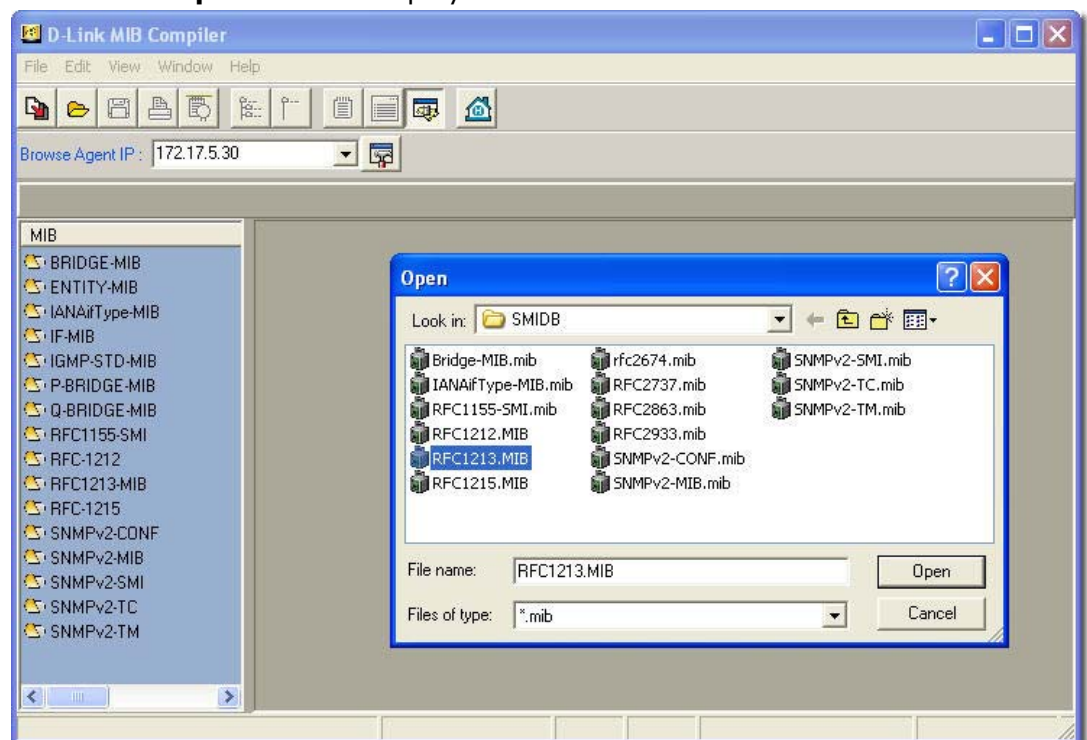 D-Link MIB Compiler
File Edit View Window Help
Browse Agent IP : 172.17.5.30
MIB
BRIDGE-MIB
ENTITY-MIB
IANAifType-MIB
IF-MIB
IGMP-STD-MIB
P-BRIDGE-MIB
Q-BRIDGE-MIB
RFC1155-SMI
RFC-1212
RFC1213-MIB
RFC-1215
SNMPv2-CONF
SNMPv2-MIB
SNMPv2-SMI
SNMPv2-TC
SNMPv2-TM
Open
Look in: SMIDB
Bridge-MIB.mib
IANAifType-MIB.mib
RFC1155-SMI.mib
RFC1212.MIB
RFC1213.MIB
RFC1215.MIB
rfc2674.mib
RFC2737.mib
RFC2863.mib
RFC2933.mib
SNMPv2-CONF.mib
SNMPv2-MIB.mib
SNMPv2-SMI.mib
SNMPv2-TC.mib
SNMPv2-TM.mib
File name: RFC1213.MIB Open
Files of type: *.mib Cancel